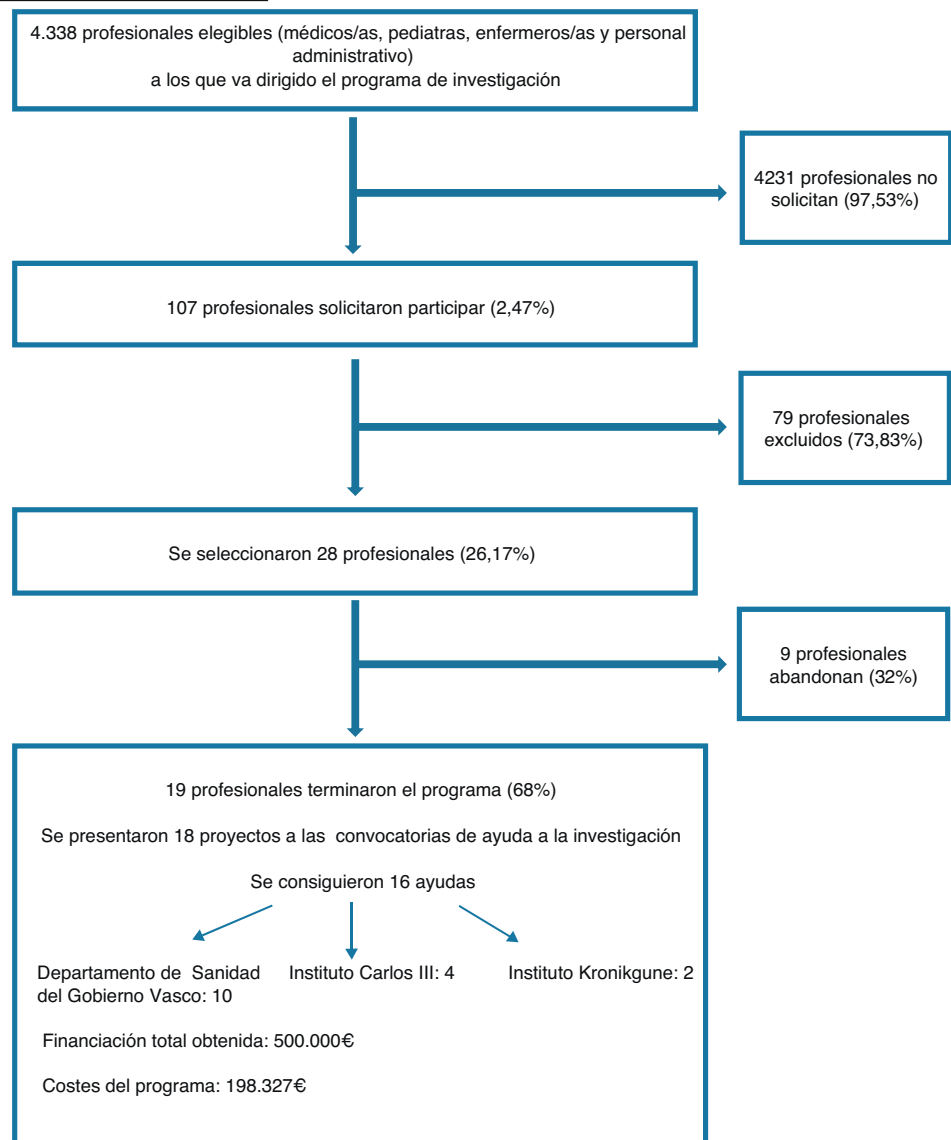 4.338 profesionales elegibles (médicos/as, pediatras, enfermeros/as y personal
administrativo)
a los que va dirigido el programa de investigación
4231 profesionales no
solicitan (97,53%)
107 profesionales solicitaron participar (2,47%)
79 profesionales
excluidos (73,83%)
Se seleccionaron 28 profesionales (26,17%)
9 profesionales
abandonan (32%)
19 profesionales terminaron el programa (68%)
Se presentaron 18 proyectos a las convocatorias de ayuda a la investigación
Se consiguieron 16 ayudas
Departamento de Sanidad
del Gobierno Vasco: 10
Instituto Carlos III: 4
Instituto Kronikgune: 2
Financiación total obtenida: 500.000€
Costes del programa: 198.327€